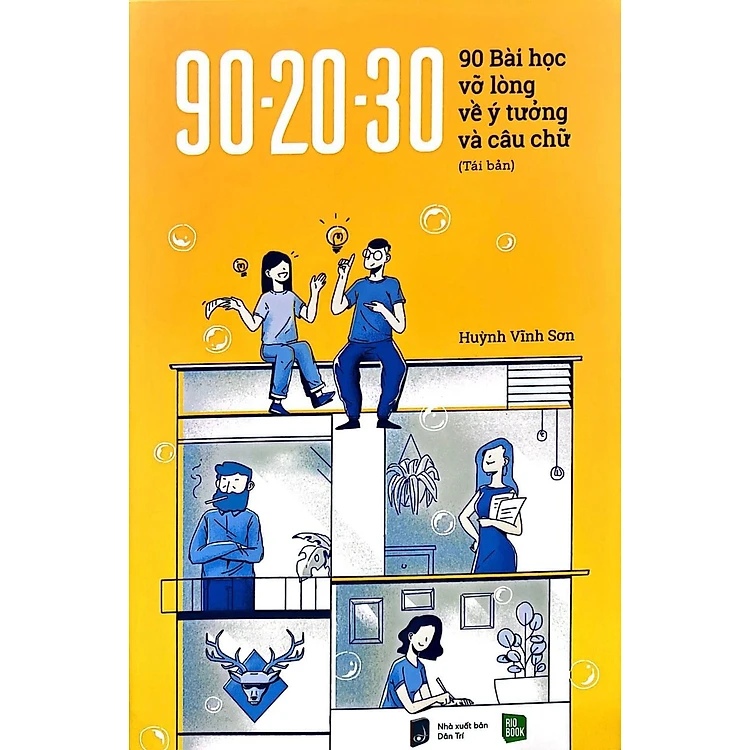 90-20-30
90 Bài học
vỡ lòng
về ý tưởng
và câu chữ
(Tái bản)
Huỳnh Vĩnh Sơn
Nhà xuất bản
Dân Trí
RIO
BOOK